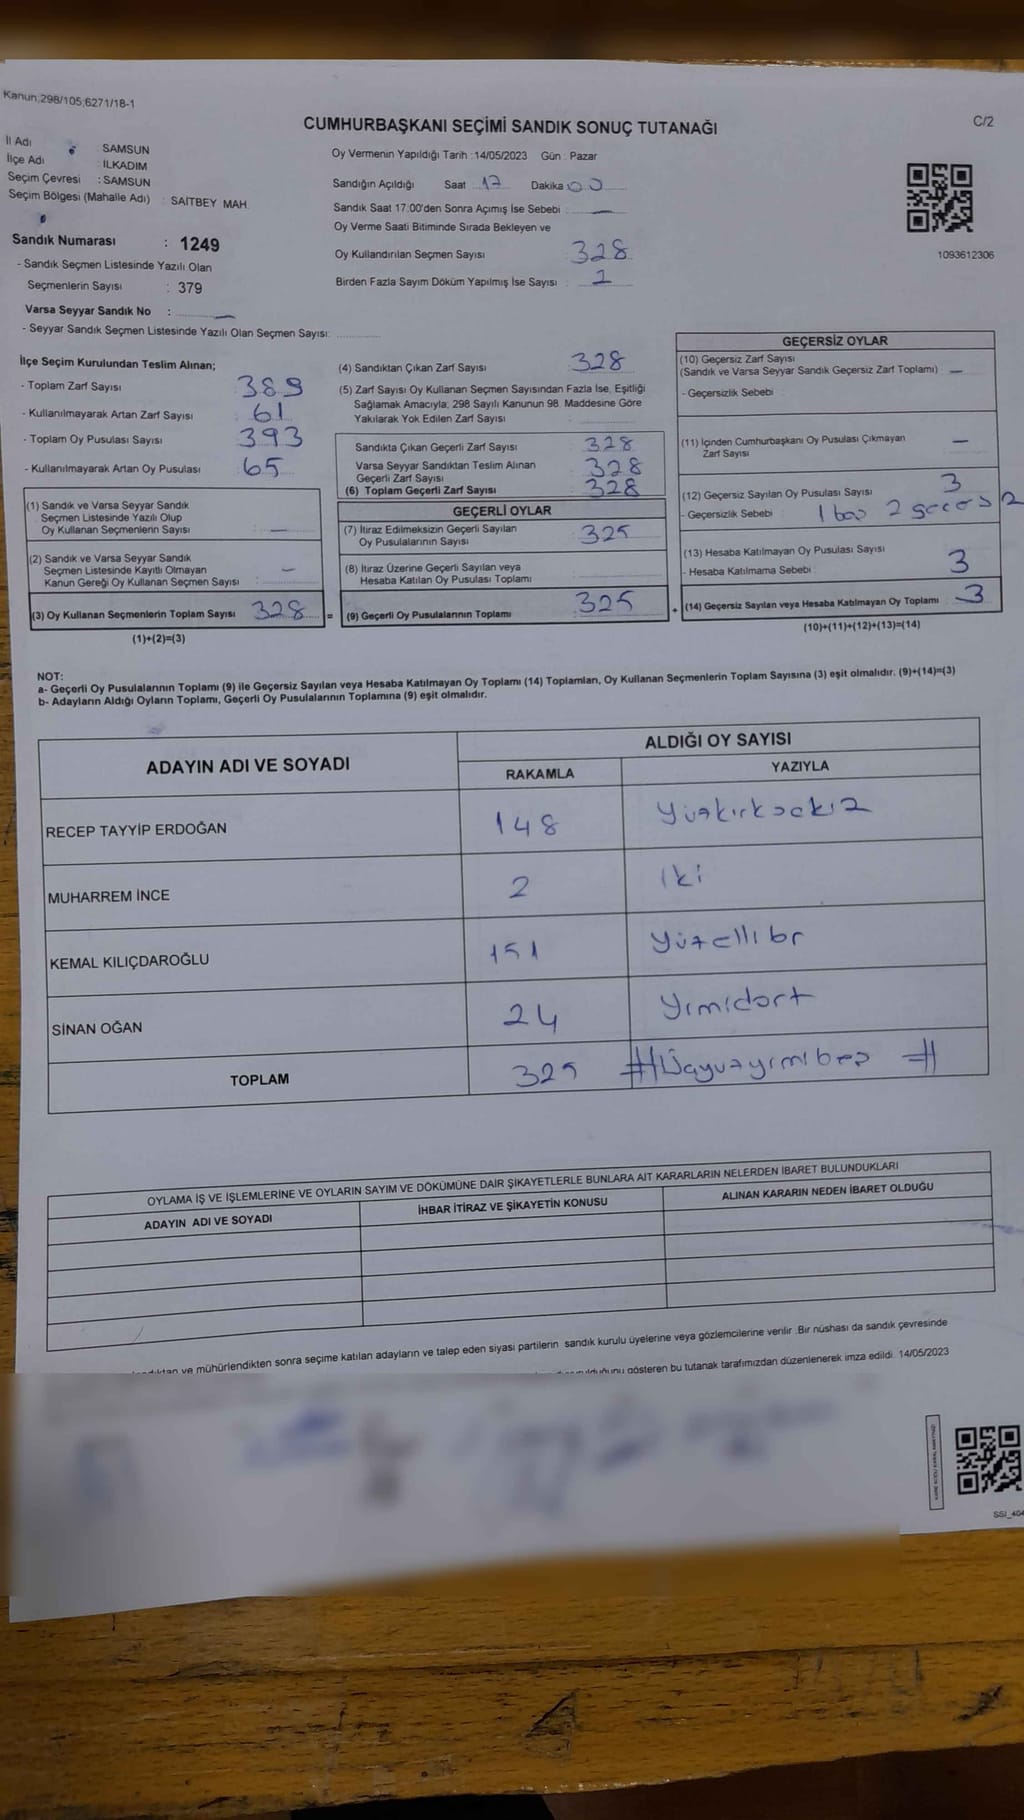 Kanun;298/105;6271/18-1
C/2
CUMHURBAŞKANI SEÇİMİ SANDIK SONUÇ TUTANAĞI
İl Adı SAMSUN
İlçe Adı : İLKADIM
Seçim Çevresi : SAMSUN
Seçim Bölgesi (Mahalle Adı) : SAİTBEY MAH.
Sandık Numarası : 1249
- Sandık Seçmen Listesinde Yazılı Olan
Seçmenlerin Sayısı : 379
Varsa Seyyar Sandık No : —
- Seyyar Sandık Seçmen Listesinde Yazılı Olan Seçmen Sayısı:
Oy Vermenin Yapıldığı Tarih :14/05/2023 Gün : Pazar
Sandığın Açıldığı Saat 17 Dakika 00
Sandık Saat 17:00'den Sonra Açımış İse Sebebi : —
Oy Verme Saati Bitiminde Sırada Bekleyen ve
Oy Kullandırılan Seçmen Sayısı : 328
Birden Fazla Sayım Döküm Yapılmış İse Sayısı :
1093612306
İlçe Seçim Kurulundan Teslim Alınan;
- Toplam Zarf Sayısı 389
- Kullanılmayarak Artan Zarf Sayısı 61
- Toplam Oy Pusulası Sayısı 393
- Kullanılmayarak Artan Oy Pusulası 65
(1) Sandık ve Varsa Seyyar Sandık
Seçmen Listesinde Yazılı Olup
Oy Kullanan Seçmenlerin Sayısı : —
(2) Sandık ve Varsa Seyyar Sandık
Seçmen Listesinde Kayıtlı Olmayan
Kanun Gereği Oy Kullanan Seçmen Sayısı : —
(3) Oy Kullanan Seçmenlerin Toplam Sayısı 328 =
(1)+(2)=(3)
(4) Sandıktan Çıkan Zarf Sayısı 328
(5) Zarf Sayısı Oy Kullanan Seçmen Sayısından Fazla İse, Eşitliği
Sağlamak Amacıyla; 298 Sayılı Kanunun 98. Maddesine Göre
Yakılarak Yok Edilen Zarf Sayısı :
Sandıkta Çıkan Geçerli Zarf Sayısı : 328
Varsa Seyyar Sandıktan Teslim Alınan
Geçerli Zarf Sayısı : 328
(6) Toplam Geçerli Zarf Sayısı : 328
GEÇERLİ OYLAR
(7) İtiraz Edilmeksizin Geçerli Sayılan
Oy Pusulalarının Sayısı : 325
(8) İtiraz Üzerine Geçerli Sayılan veya
Hesaba Katılan Oy Pusulası Toplamı :
(9) Geçerli Oy Pusulalarının Toplamı 325 +
GEÇERSİZ OYLAR
(10) Geçersiz Zarf Sayısı
(Sandık ve Varsa Seyyar Sandık Geçersiz Zarf Toplamı) : —
- Geçersizlik Sebebi :
(11) İçinden Cumhurbaşkanı Oy Pusulası Çıkmayan
Zarf Sayısı : —
(12) Geçersiz Sayılan Oy Pusulası Sayısı : 3
- Geçersizlik Sebebi : 1 boş 2
(13) Hesaba Katılmayan Oy Pusulası Sayısı :
- Hesaba Katılmama Sebebi : 3
(14) Geçersiz Sayılan veya Hesaba Katılmayan Oy Toplamı : 3
(10)+(11)+(12)+(13)=(14)
NOT:
a- Geçerli Oy Pusulalarının Toplamı (9) ile Geçersiz Sayılan veya Hesaba Katılmayan Oy Toplamı (14) Toplamları, Oy Kullanan Seçmenlerin Toplam Sayısına (3) eşit olmalıdır. (9)+(14)=(3)
b- Adayların Aldığı Oyların Toplamı, Geçerli Oy Pusulalarının Toplamına (9) eşit olmalıdır.
ADAYIN ADI VE SOYADI
ALDIĞI OY SAYISI
RAKAMLA YAZIYLA
RECEP TAYYİP ERDOĞAN 148 Yüzkırksekiz
MUHARREM İNCE 2 iki
KEMAL KILIÇDAROĞLU 151 Yüzellibr
SİNAN OĞAN 24 Yımidort
TOPLAM 325 #Üçyuzyımibeş #
OYLAMA İŞ VE İŞLEMLERİNE VE OYLARIN SAYIM VE DÖKÜMÜNE DAİR ŞİKAYETLERLE BUNLARA AİT KARARLARIN NELERDEN İBARET BULUNDUKLARI
ADAYIN ADI VE SOYADI İHBAR İTİRAZ VE ŞİKAYETİN KONUSU ALINAN KARARIN NEDEN İBARET OLDUĞU
ve mühürlendikten sonra seçime katılan adayların ve talep eden siyasi partilerin sandık kurulu üyelerine veya gözlemcilerine verilir. Bir nüshası da sandık çevresinde
gösteren bu tutanak tarafımızdan düzenlenerek imza edildi. 14/05/2023